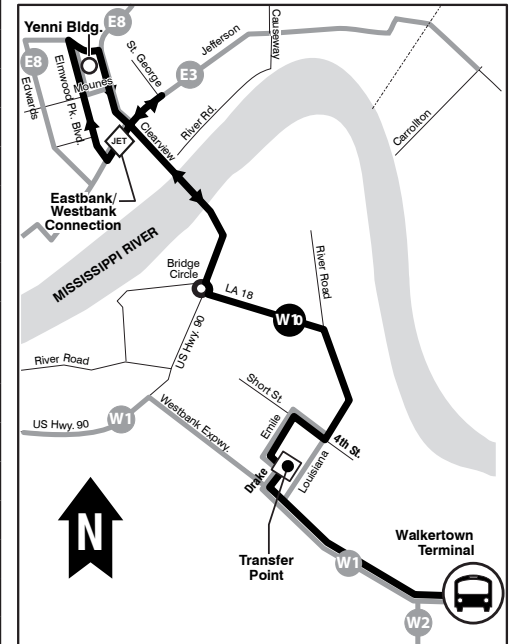 Yenni Bldg.
E8
E8
Edwards
Elmwood Pk. Blvd.
Mounes
St. George
Jefferson
E3
Causeway
River Rd.
Carrollton
JET
Clearview
Eastbank/
Westbank
Connection
MISSISSIPPI RIVER
Bridge
Circle
LA 18
River Road
W10
US Hwy. 90
River Road
US Hwy. 90
W1
Westbank Expwy.
Short St.
Emile
4th St.
Louisiana
Drake
N
Transfer
Point
Walkertown
Terminal
W1
W2